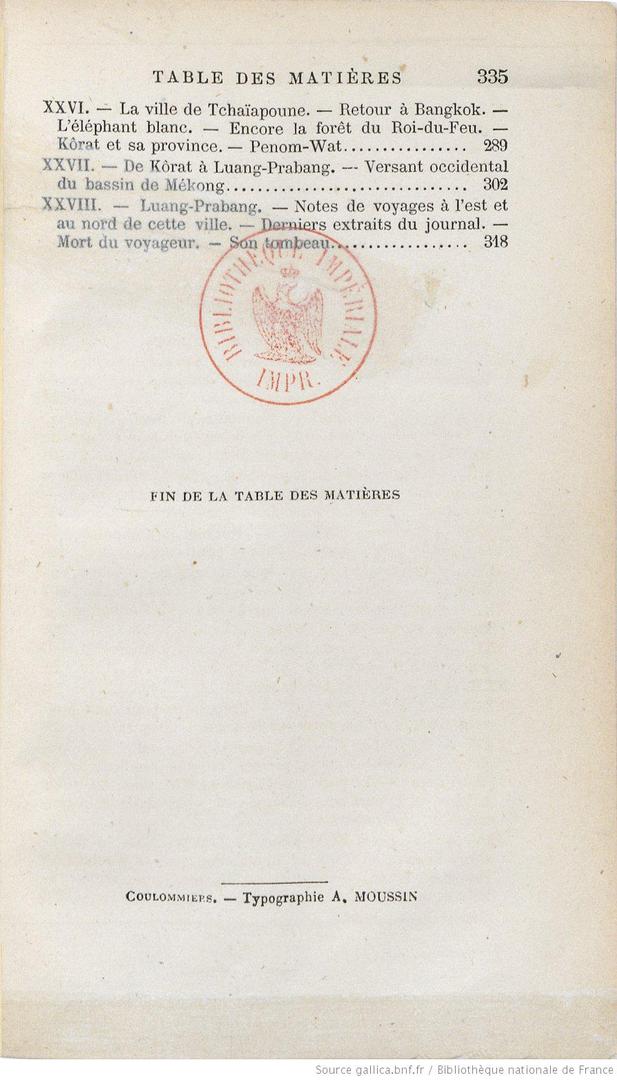 TABLE DES MATIÈRES 335
XXVI. — La ville de Tchaïapoune. — Retour à Bangkok. —
L'éléphant blanc. — Encore la forêt du Roi-du-Feu. —
Kôrat et sa province. — Penom-Wat................ 289
XXVII. — De Kôrat à Luang-Prabang. — Versant occidental
du bassin de Mékong............................... 302
XXVIII. — Luang-Prabang. — Notes de voyages à l'est et
au nord de cette ville. — Derniers extraits du journal. —
Mort du voyageur. — Son tombeau.................. 318
BIBLIOTHÈQUE IMPÉRIALE
IMPR.
FIN DE LA TABLE DES MATIÈRES
COULOMMIERS. — Typographie A. MOUSSIN
Source gallica.bnf.fr / Bibliothèque nationale de France